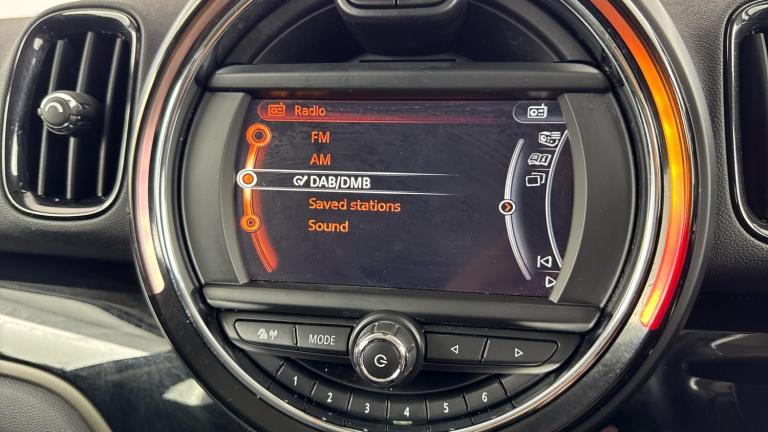 Radio
FM
AM
DAB/DMB
Saved stations
Sound
MODE
1 2 3 4 5 6